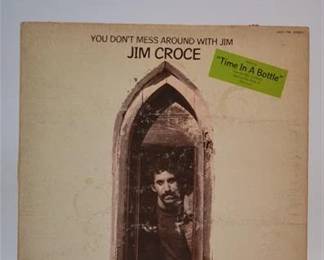 YOU DON'T MESS AROUND WITH JIM
JIM CROCE
"Time In A Bottle"